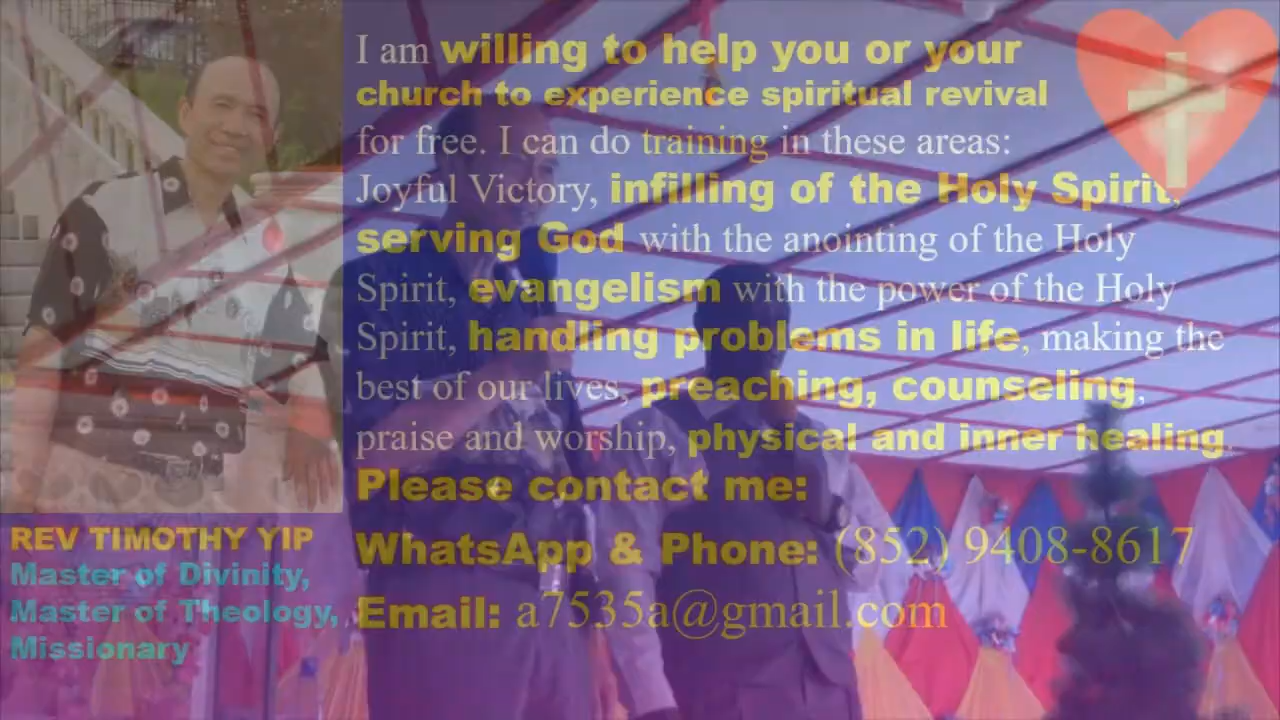 I am willing to help you or your
church to experience spiritual revival
for free. I can do training in these areas:
Joyful Victory, infilling of the Holy Spirit,
serving God with the anointing of the Holy
Spirit, evangelism with the power of the Holy
Spirit, handling problems in life, making the
best of our lives, preaching, counseling,
praise and worship, physical and inner healing.
Please contact me:
WhatsApp & Phone: (852) 9408-8617
Email: a7535a@gmail.com
REV TIMOTHY YIP
Master of Divinity,
Master of Theology,
Missionary